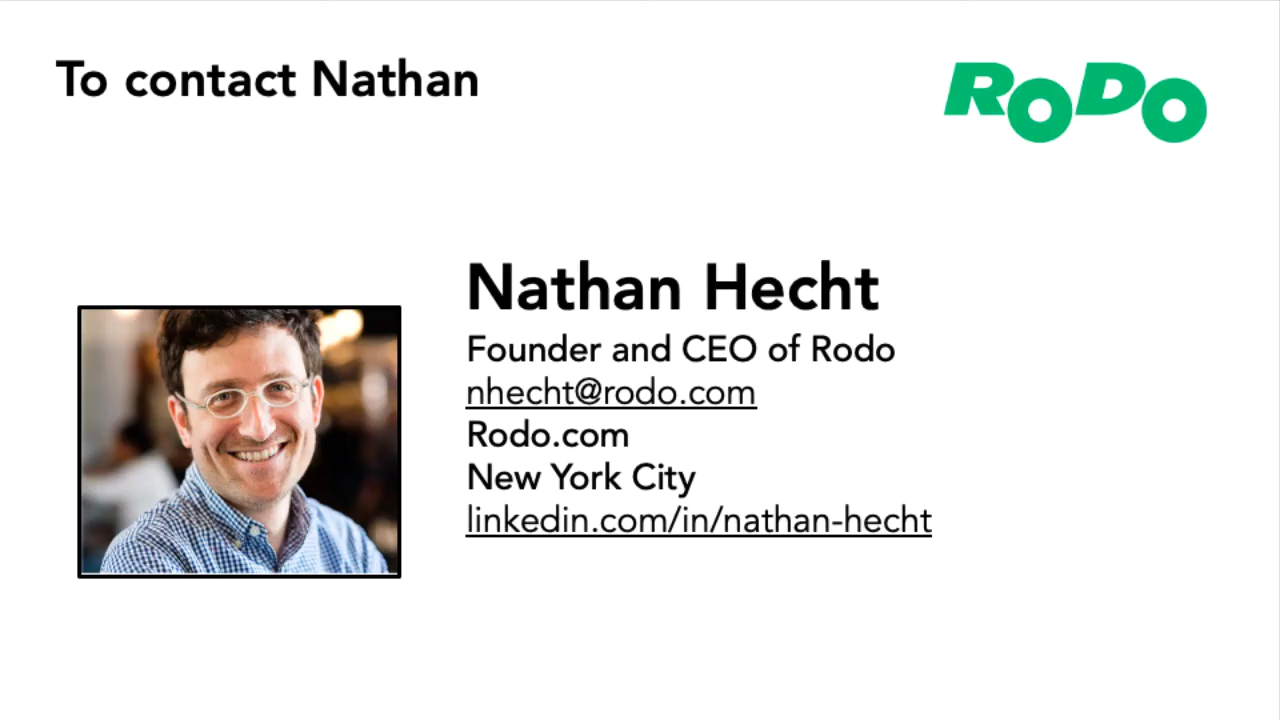 To contact Nathan
RODO
Nathan Hecht
Founder and CEO of Rodo
nhecht@rodo.com
Rodo.com
New York City
linkedin.com/in/nathan-hecht